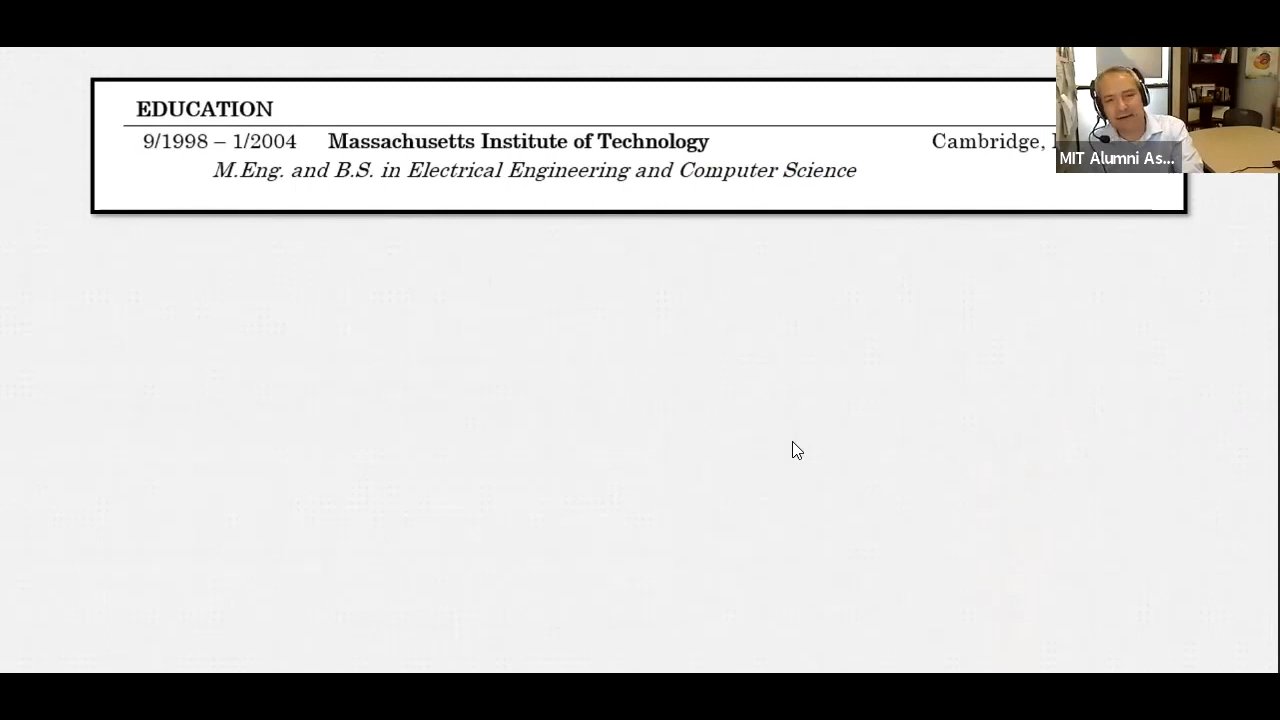 EDUCATION
9/1998 – 1/2004 Massachusetts Institute of Technology Cambridge,
M.Eng. and B.S. in Electrical Engineering and Computer Science
MIT Alumni As...